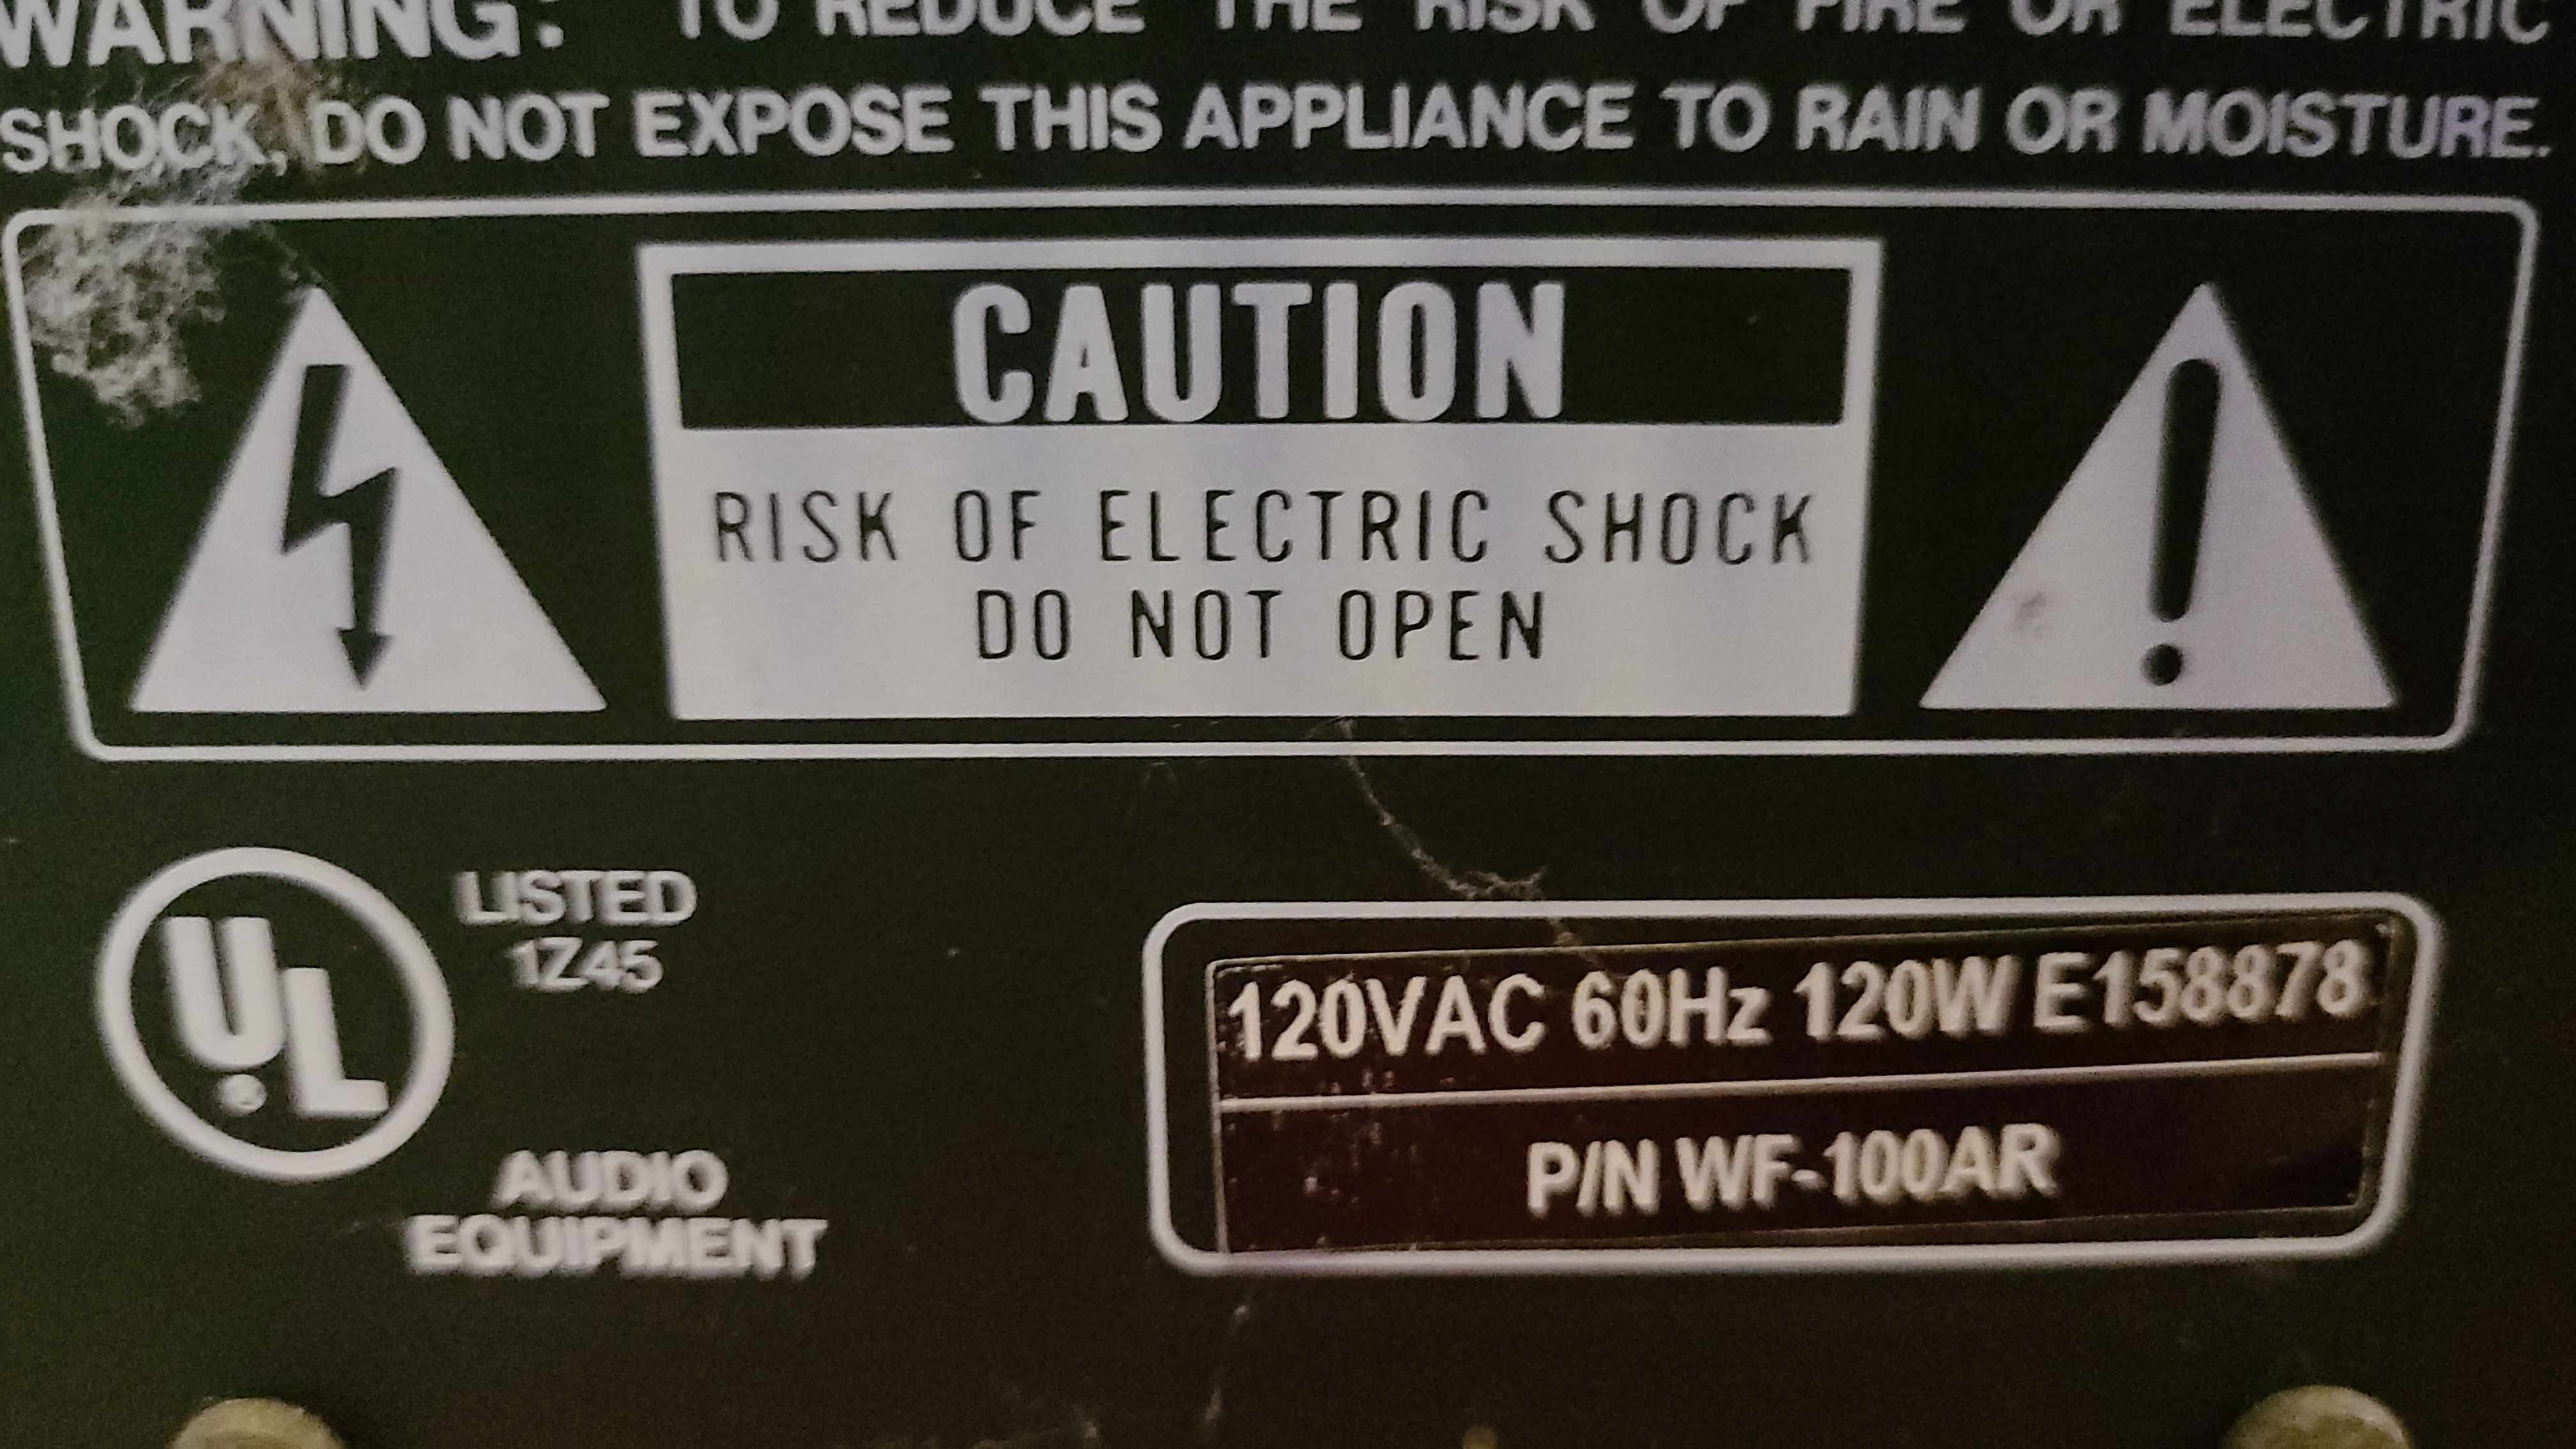 WARNING: TO REDUCE THE RISK OF FIRE OR ELECTRIC
SHOCK, DO NOT EXPOSE THIS APPLIANCE TO RAIN OR MOISTURE.
CAUTION
RISK OF ELECTRIC SHOCK
DO NOT OPEN
UL
®
LISTED
1Z45
AUDIO
EQUIPMENT
120VAC 60Hz 120W E158878
P/N WF-100AR